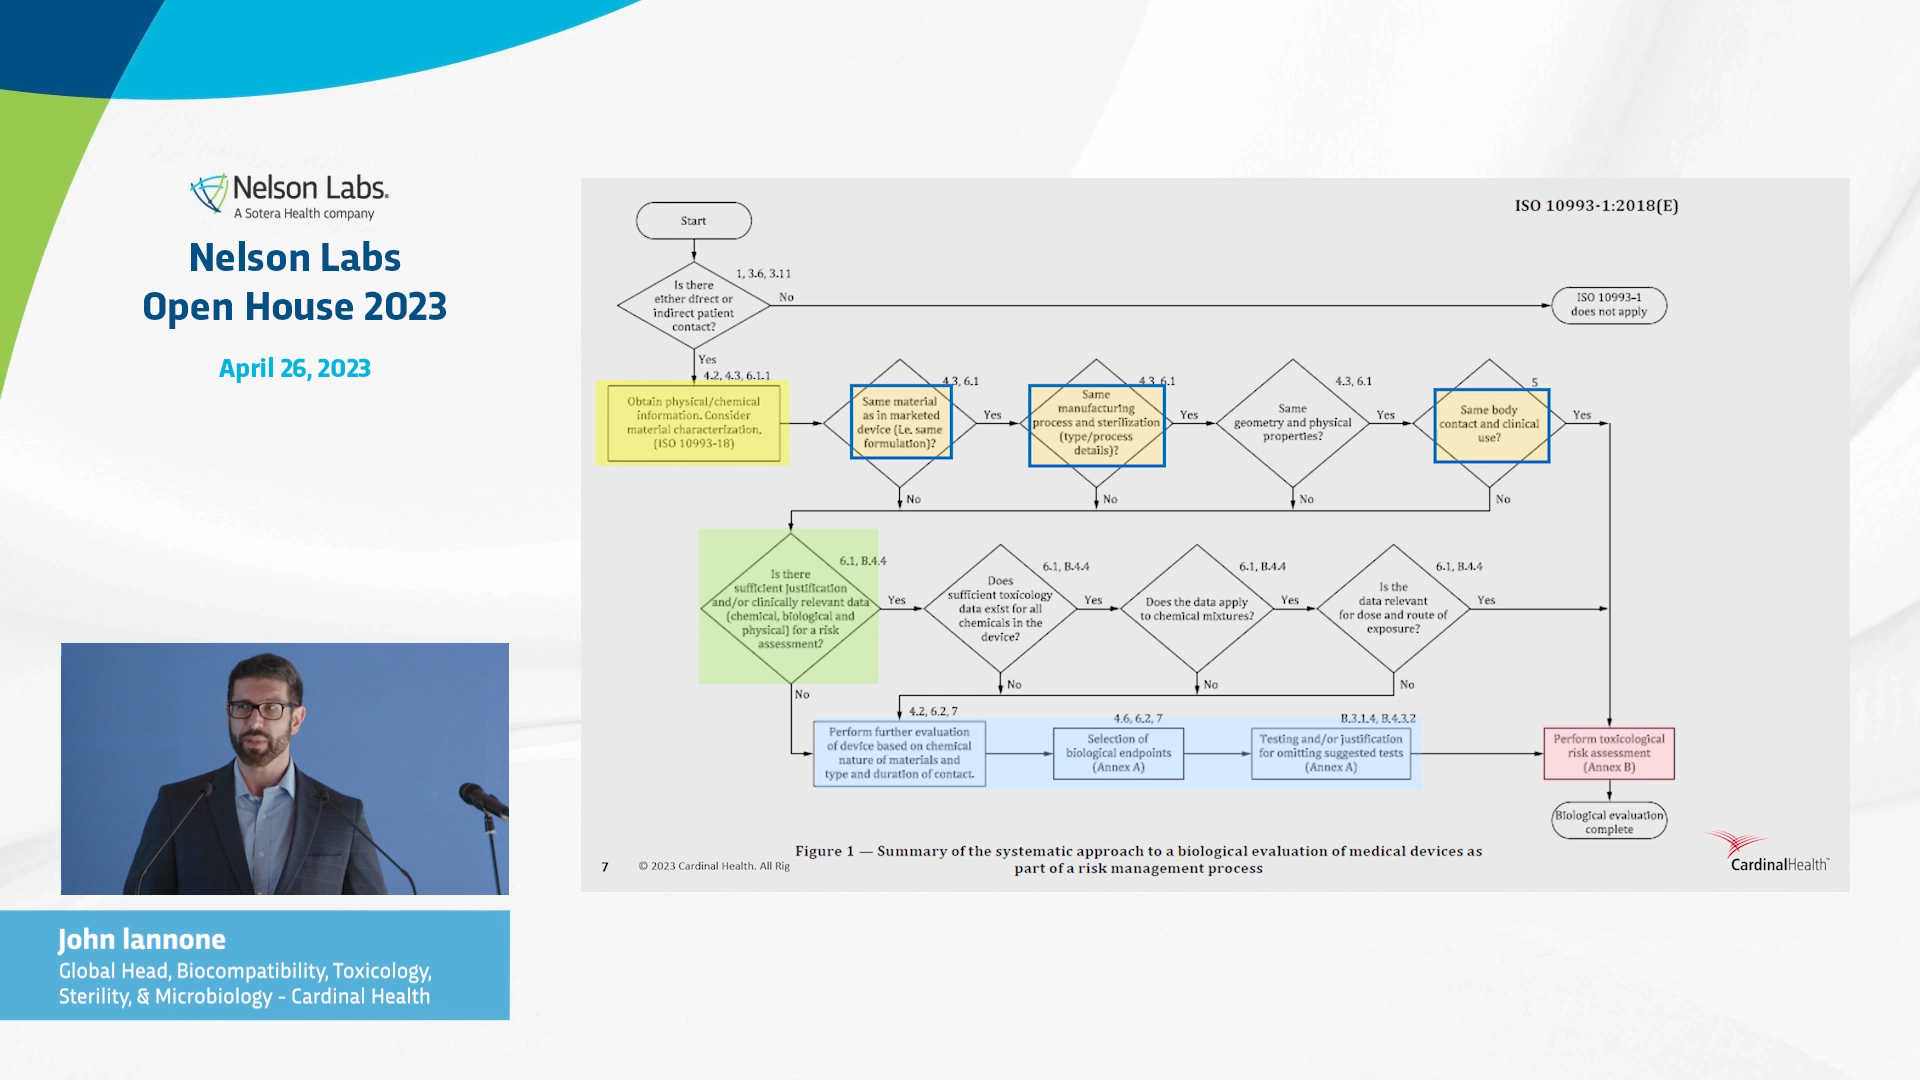 Nelson Labs.
A Sotera Health company
Nelson Labs
Open House 2023
April 26, 2023
John Iannone
Global Head, Biocompatibility, Toxicology,
Sterility, & Microbiology - Cardinal Health
ISO 10993-1:2018(E)
Start
1, 3.6, 3.11
Is there
either direct or
indirect patient
contact?
No
ISO 10993-1
does not apply
Yes
4.2, 4.3, 6.1.1
Obtain physical/chemical
information. Consider
material characterization.
(ISO 10993-18)
4.3, 6.1
Same material
as in marketed
device (i.e. same
formulation)?
Yes
No
4.3, 6.1
Same
manufacturing
process and sterilization
(type/process
details)?
Yes
No
4.3, 6.1
Same
geometry and physical
properties?
Yes
No
5
Same body
contact and clinical
use?
Yes
No
6.1, B.4.4
Is there
sufficient justification
and/or clinically relevant data
(chemical, biological and
physical) for a risk
assessment?
Yes
No
6.1, B.4.4
Does
sufficient toxicology
data exist for all
chemicals in the
device?
Yes
No
6.1, B.4.4
Does the data apply
to chemical mixtures?
Yes
No
6.1, B.4.4
Is the
data relevant
for dose and route of
exposure?
Yes
No
4.2, 6.2, 7
Perform further evaluation
of device based on chemical
nature of materials and
type and duration of contact.
4.6, 6.2, 7
Selection of
biological endpoints
(Annex A)
B.3.1.4, B.4.3.2
Testing and/or justification
for omitting suggested tests
(Annex A)
Perform toxicological
risk assessment
(Annex B)
Biological evaluation
complete
Figure 1 — Summary of the systematic approach to a biological evaluation of medical devices as
part of a risk management process
7
© 2023 Cardinal Health. All Rig
CardinalHealth™